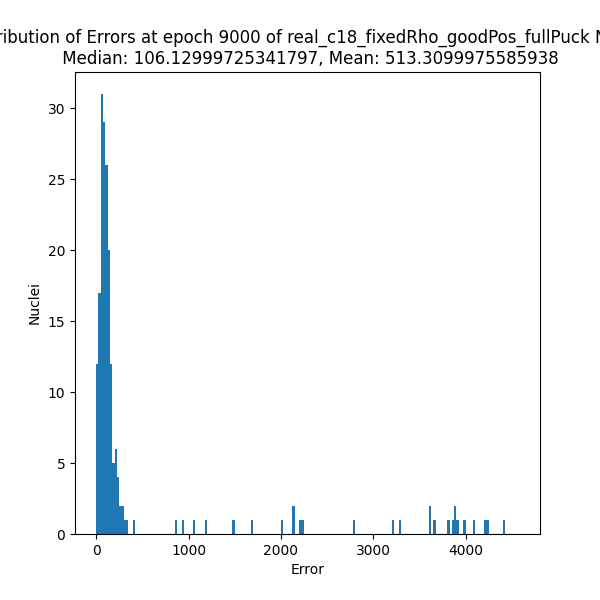 ribution of Errors at epoch 9000 of real_c18_fixedRho_goodPos_fullPuck N
Median: 106.12999725341797, Mean: 513.3099975585938
30
25
20
15
10
5
0
Nuclei
0 1000 2000 3000 4000
Error